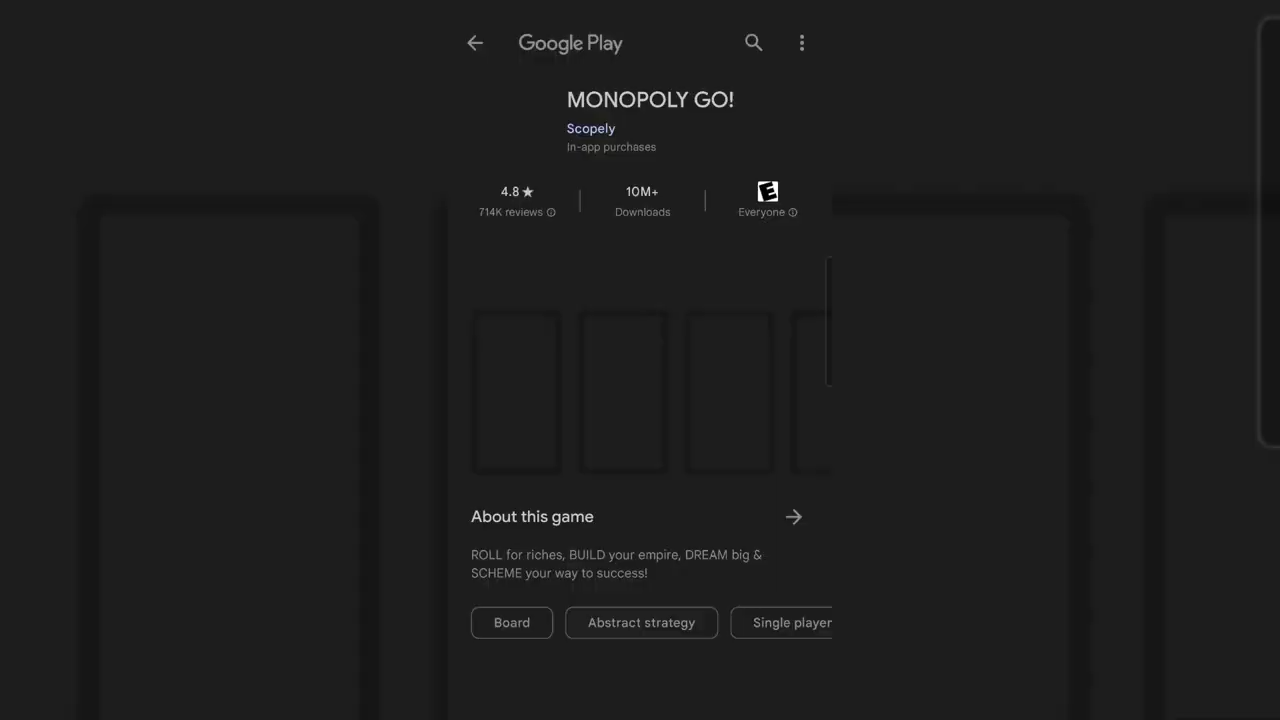 Google Play
MONOPOLY GO!
Scopely
In-app purchases
4.8★
714K reviews
10M+
Downloads
E
Everyone
About this game
ROLL for riches, BUILD your empire, DREAM big &
SCHEME your way to success!
Board
Abstract strategy
Single player